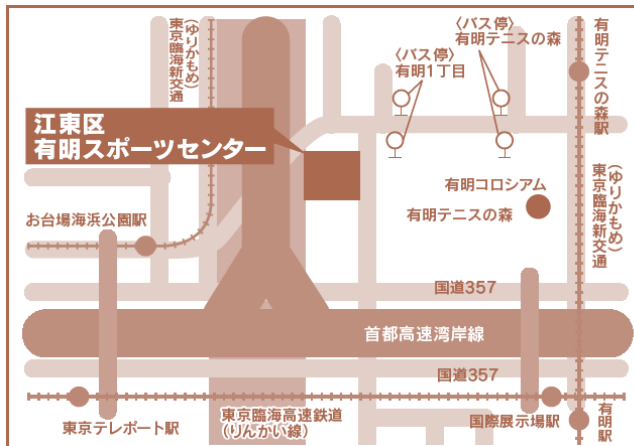 〈バス停〉
有明テニスの森
〈バス停〉
有明1丁目
東京臨海新交通
(ゆりかもめ)
有明テニスの森駅
江東区
有明スポーツセンター
有明コロシアム
有明テニスの森
お台場海浜公園駅
東京臨海新交通
(ゆりかもめ)
国道357
首都高速湾岸線
国道357
東京テレポート駅
東京臨海高速鉄道
(りんかい線)
国際展示場駅
有明駅